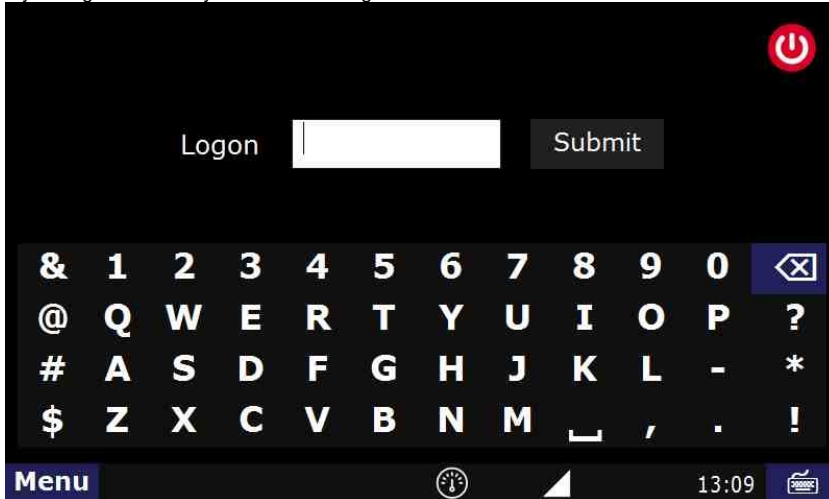 Logon Submit
& 1 2 3 4 5 6 7 8 9 0
@ Q W E R T Y U I O P ?
# A S D F G H J K L - *
$ Z X C V B N M ␣ , . !
Menu 13:09